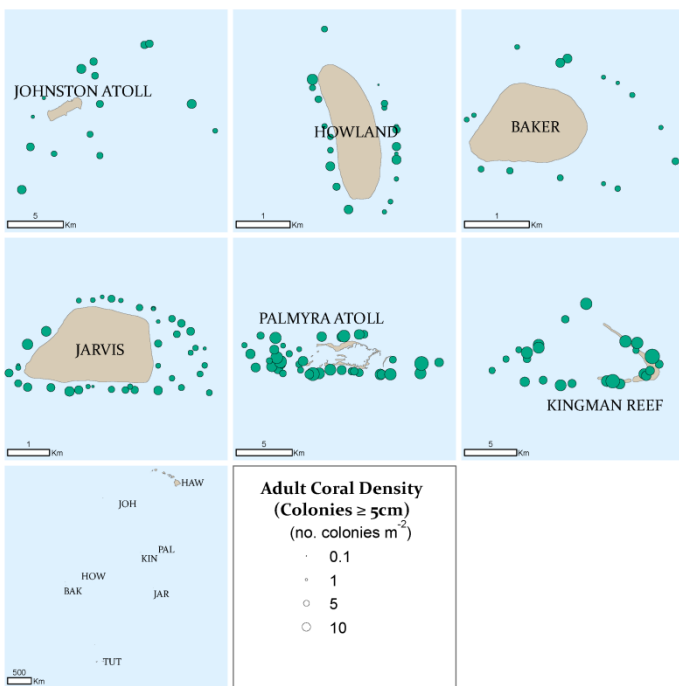 JOHNSTON ATOLL
5
Km
HOWLAND
1
Km
BAKER
1
Km
JARVIS
1
Km
PALMYRA ATOLL
5
Km
KINGMAN REEF
5
Km
HAW
JOH
PAL
KIN
HOW
BAK
JAR
TUT
500
Km
Adult Coral Density
(Colonies ≥ 5cm)
(no. colonies m⁻²)
0.1
1
5
10